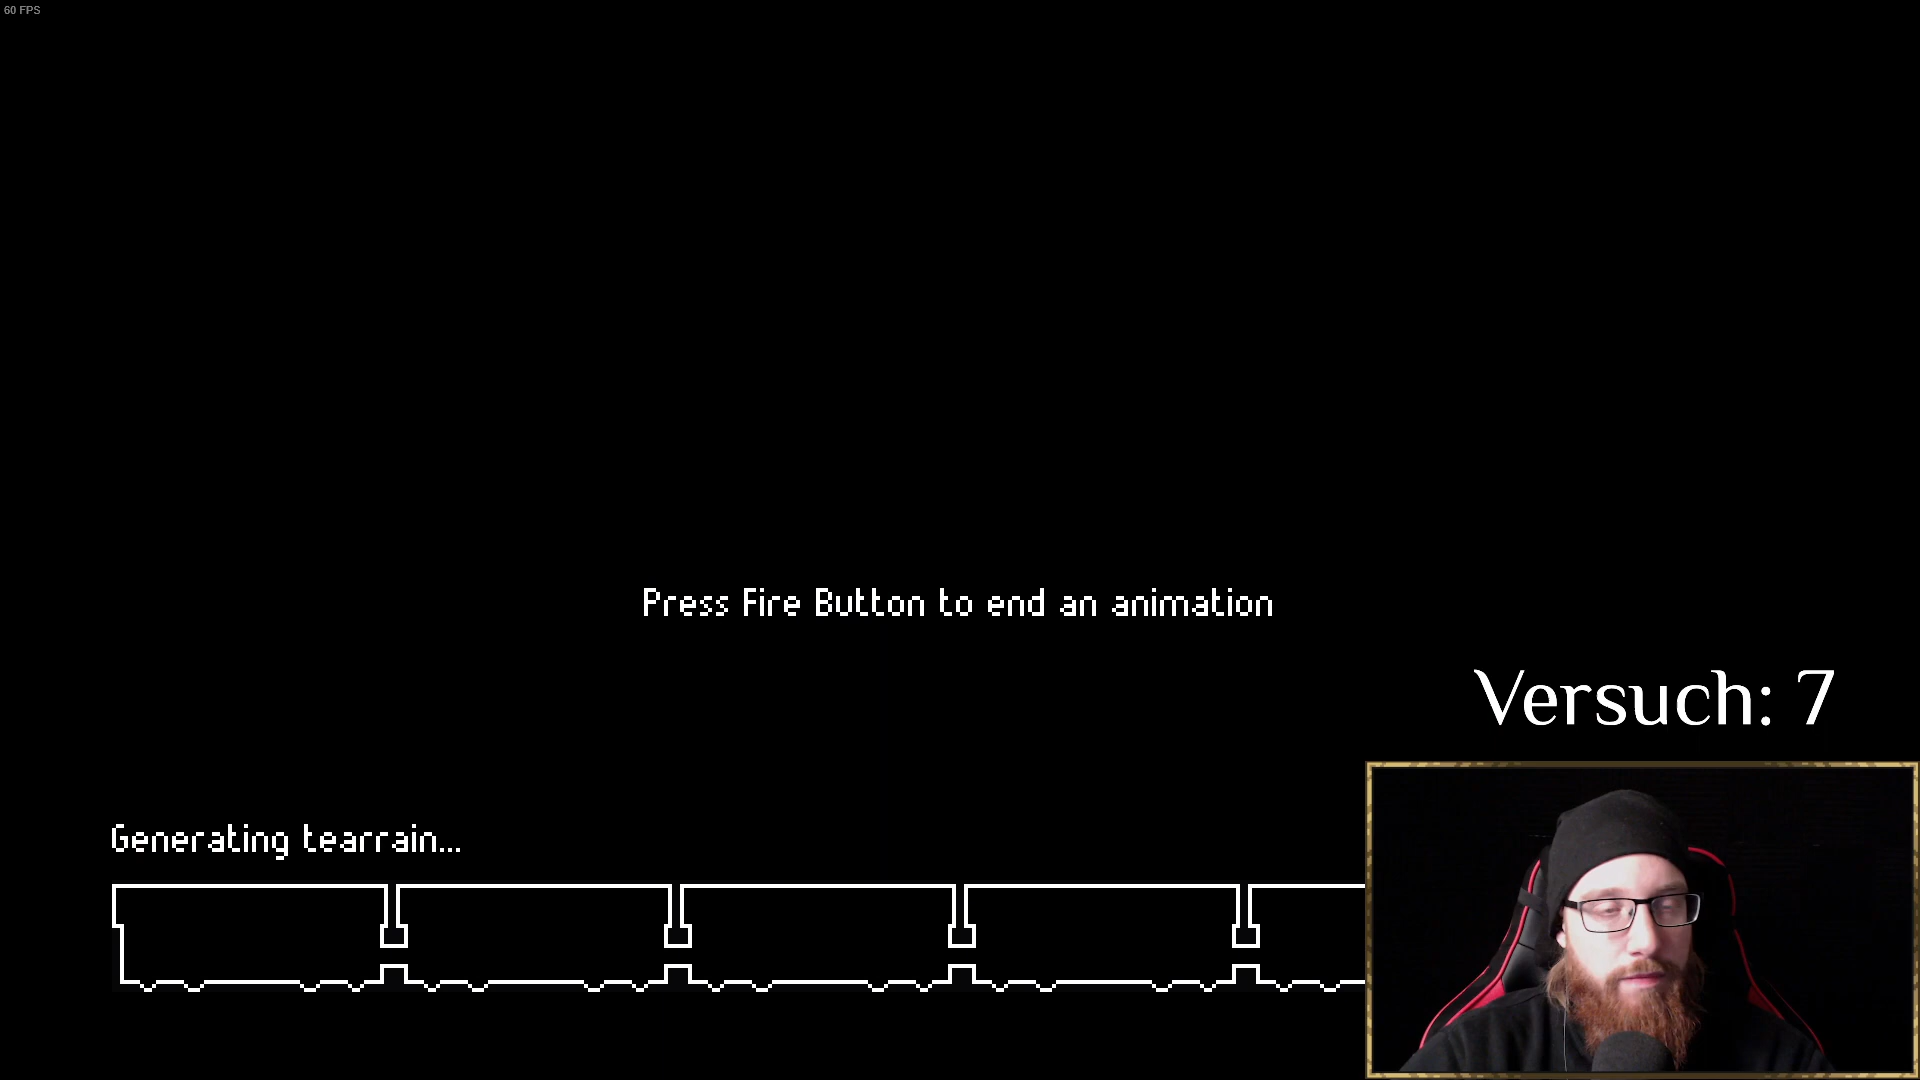 60 FPS
Press Fire Button to end an animation
Versuch: 7
Generating tearrain...